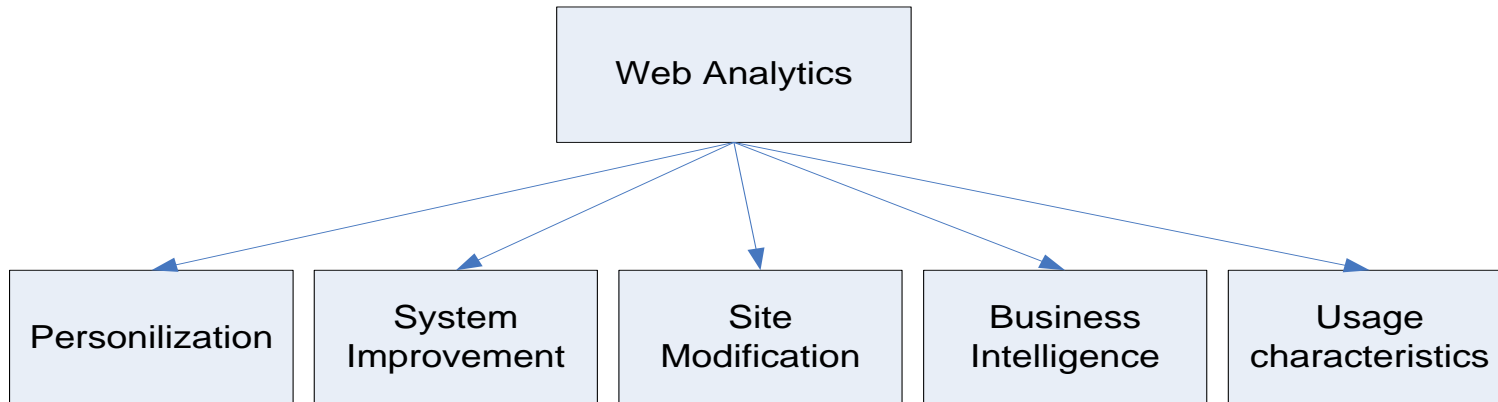 Web Analytics
Personilization
System
Improvement
Site
Modification
Business
Intelligence
Usage
characteristics